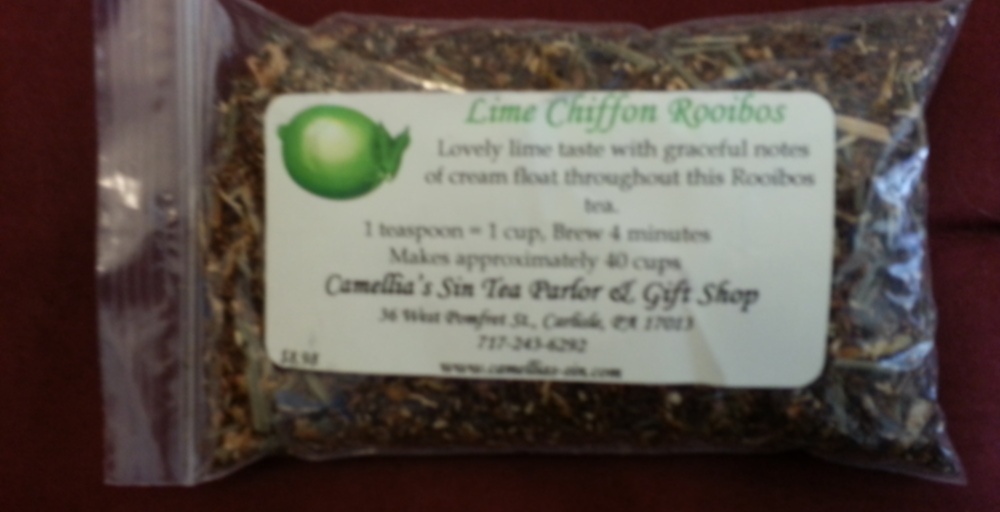 Lime Chiffon Rooibos
Lovely lime taste with graceful notes
of cream float throughout this Rooibos
tea.
1 teaspoon = 1 cup, Brew 4 minutes
Makes approximately 40 cups
Camellia's Sin Tea Parlor & Gift Shop
36 West Pomfret St., Carlisle, PA 17013
717-243-6292
www.camellias-sin.com